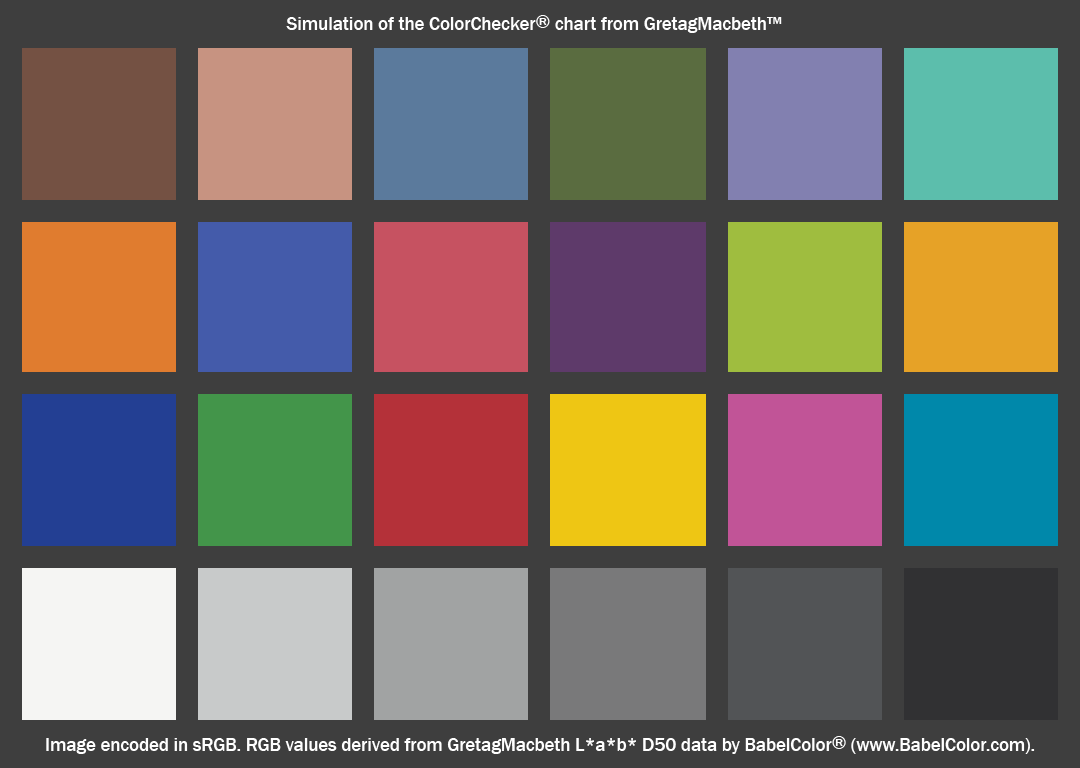 Simulation of the ColorChecker® chart from GretagMacbeth™
Image encoded in sRGB. RGB values derived from GretagMacbeth L*a*b* D50 data by BabelColor® (www.BabelColor.com).